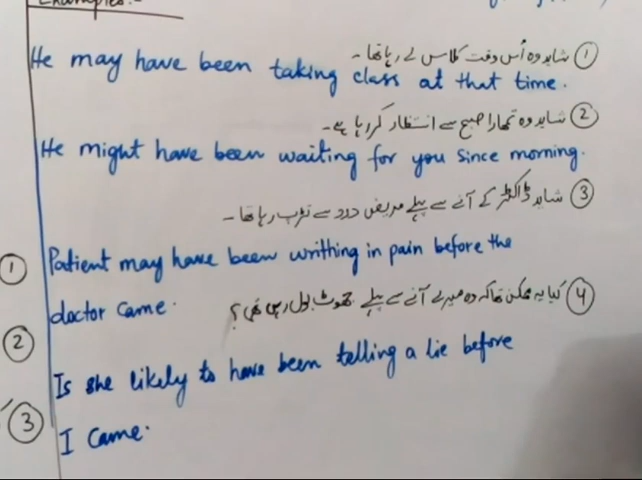 Examples:-
① شاید وہ اُس وقت کلاس لے رہا تھا۔
He may have been taking class at that time.
② شاید وہ تمھارا صبح سے انتظار کر رہا ہے۔
He might have been waiting for you since morning.
③ شاید ڈاکٹر کے آنے سے پہلے مریض درد سے تڑپ رہا تھا۔
① Patient may have been writhing in pain before the
doctor came.
④ کیا یہ ممکن تھا کہ وہ میرے آنے سے پہلے جھوٹ بول رہی تھی؟
② Is she likely to have been telling a lie before
③ I came.